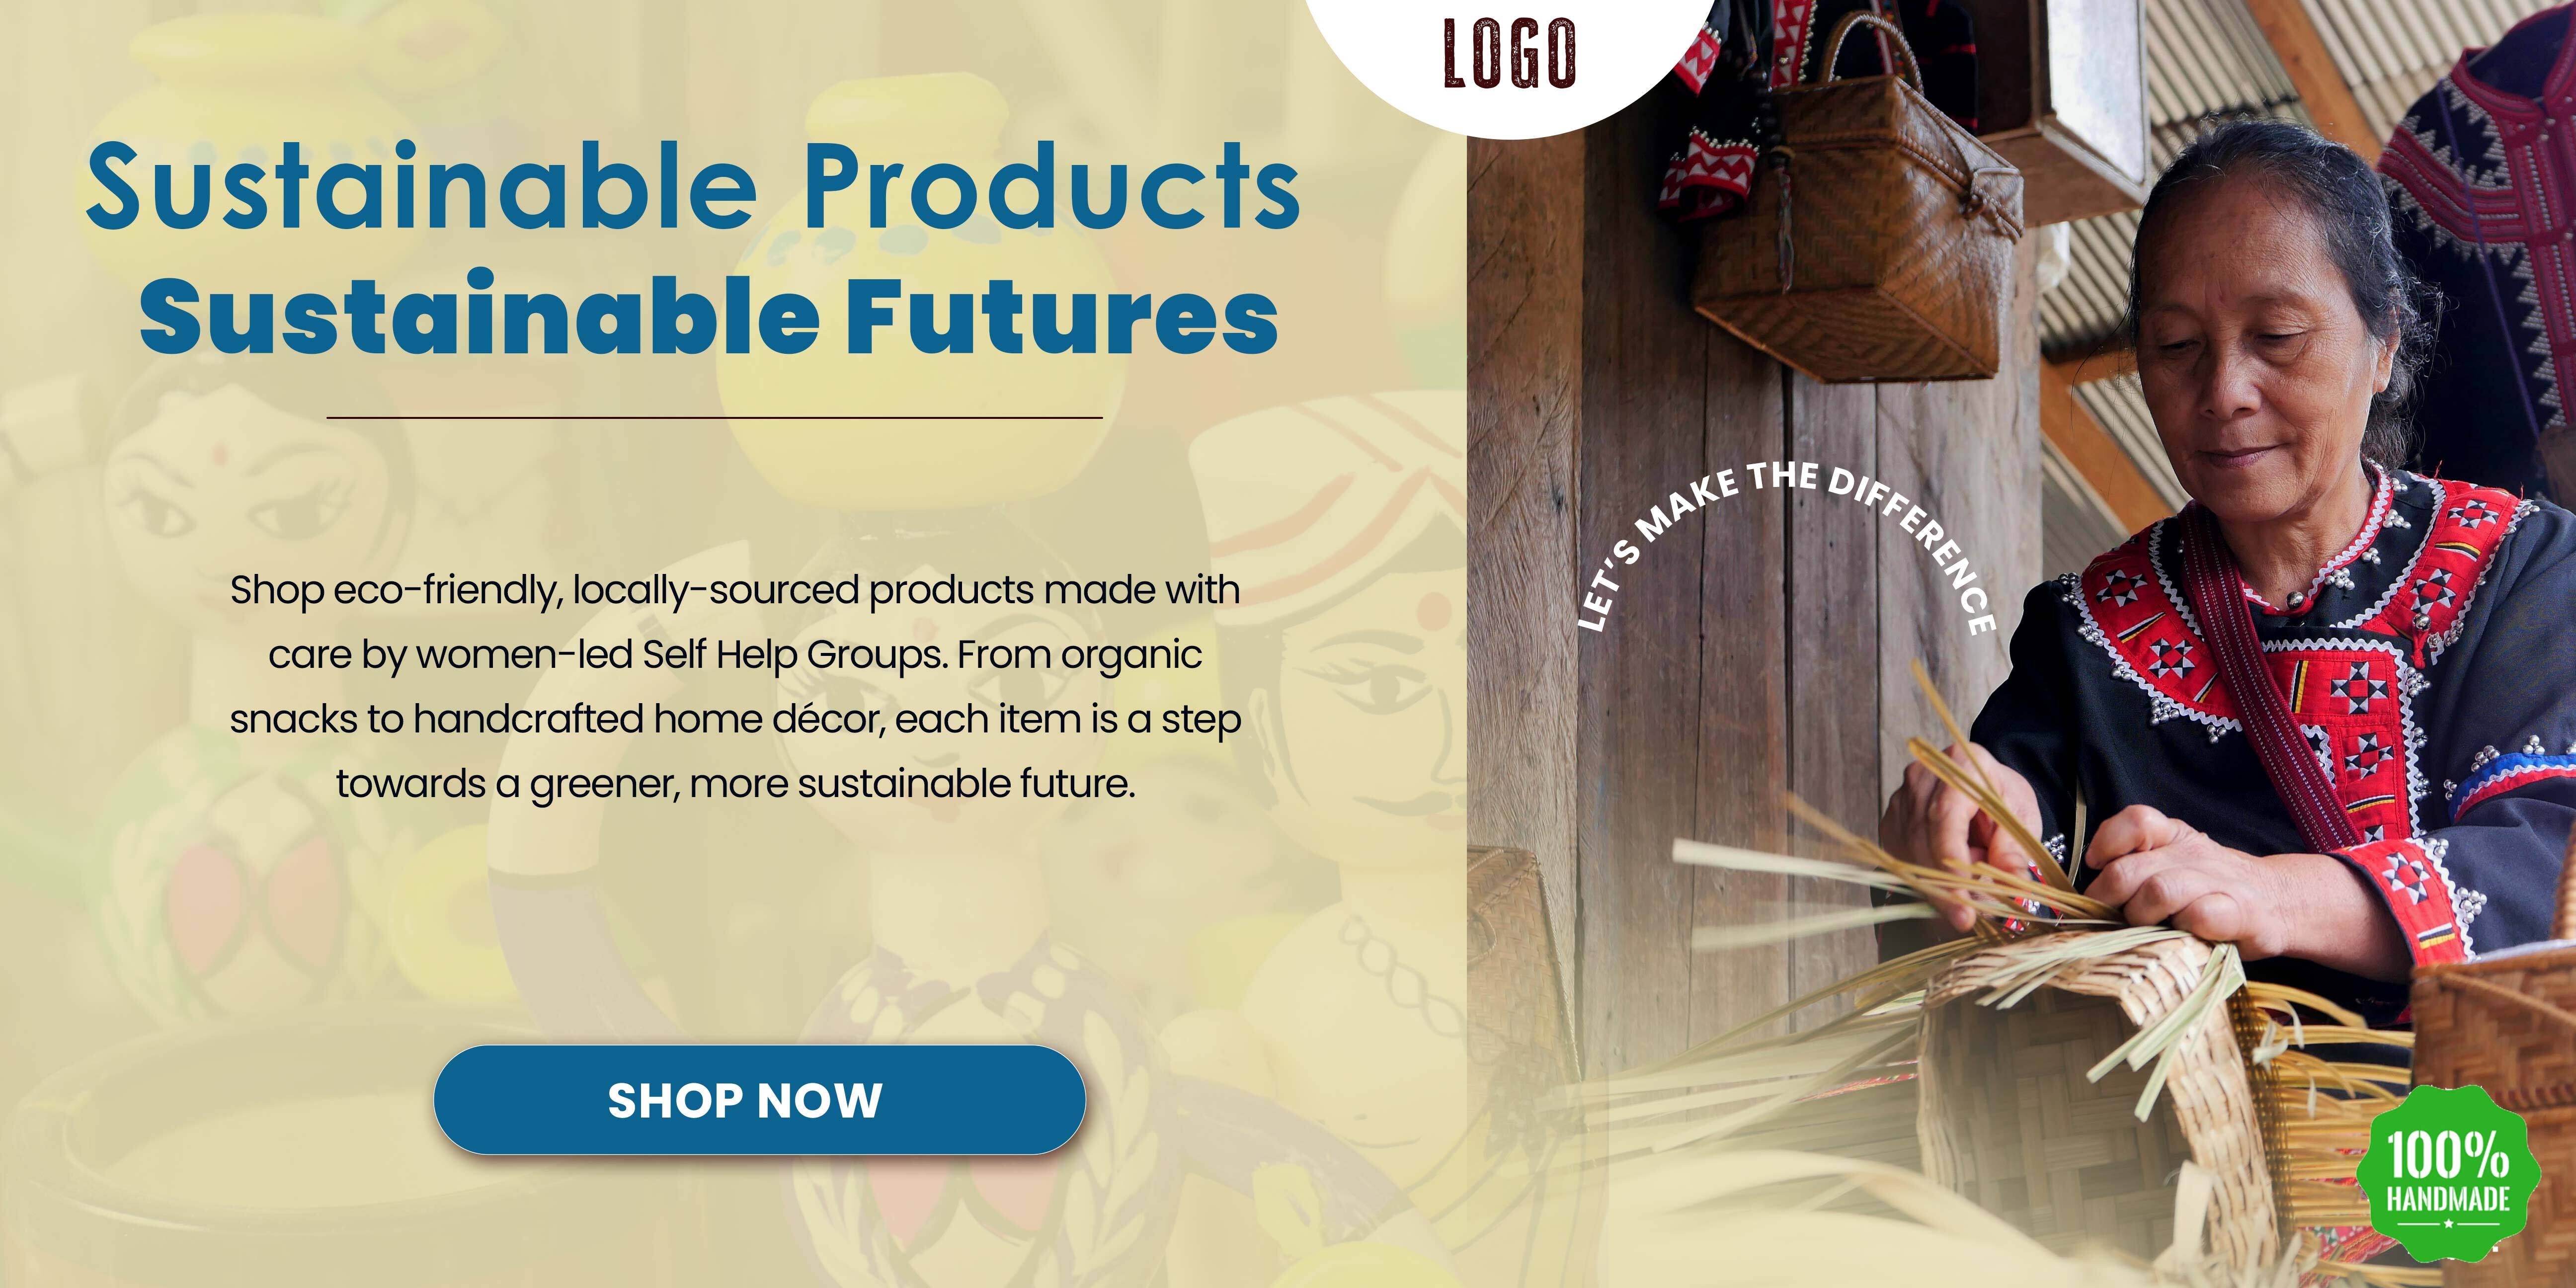 LOGO
Sustainable Products
Sustainable Futures
Shop eco-friendly, locally-sourced products made with
care by women-led Self Help Groups. From organic
snacks to handcrafted home décor, each item is a step
towards a greener, more sustainable future.
SHOP NOW
LET'S MAKE THE DIFFERENCE
100%
HANDMADE